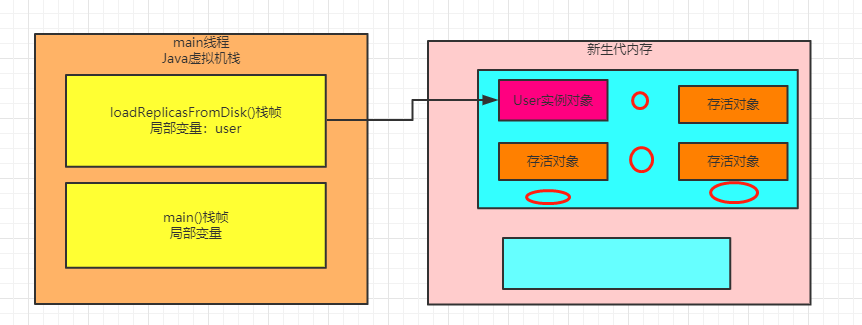 main线程
Java虚拟机栈
loadReplicasFromDisk()栈帧
局部变量：user
main()栈帧
局部变量
新生代内存
User实例对象
存活对象
存活对象
存活对象